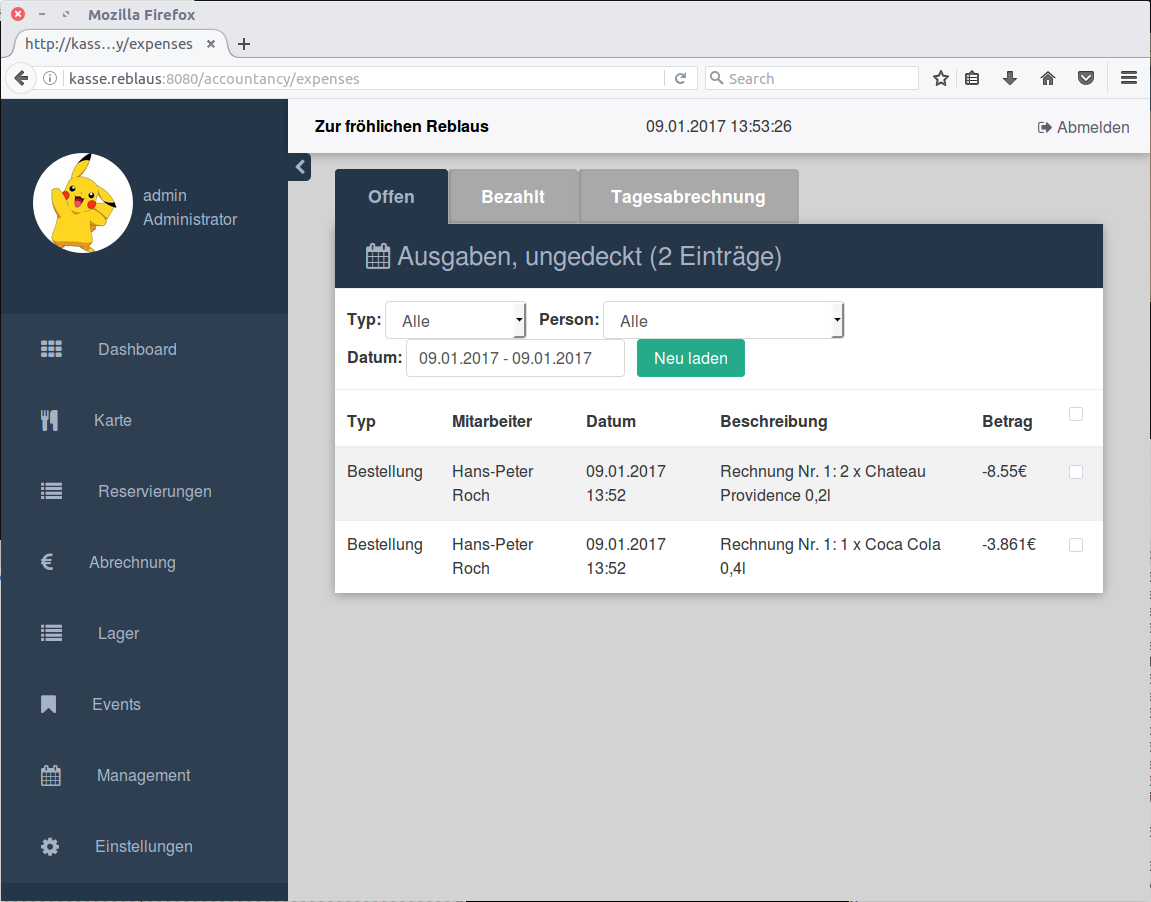 Mozilla Firefox
http://kass...y/expenses
kasse.reblaus:8080/accountancy/expenses
Search
Zur fröhlichen Reblaus
09.01.2017 13:53:26
Abmelden
admin
Administrator
Dashboard
Karte
Reservierungen
Abrechnung
Lager
Events
Management
Einstellungen
Offen
Bezahlt
Tagesabrechnung
Ausgaben, ungedeckt (2 Einträge)
Typ: Alle Person: Alle
Datum: 09.01.2017 - 09.01.2017 Neu laden
Typ Mitarbeiter Datum Beschreibung Betrag
Bestellung Hans-Peter 09.01.2017 Rechnung Nr. 1: 2 x Chateau -8.55€
Roch 13:52 Providence 0,2l
Bestellung Hans-Peter 09.01.2017 Rechnung Nr. 1: 1 x Coca Cola -3.861€
Roch 13:52 0,4l